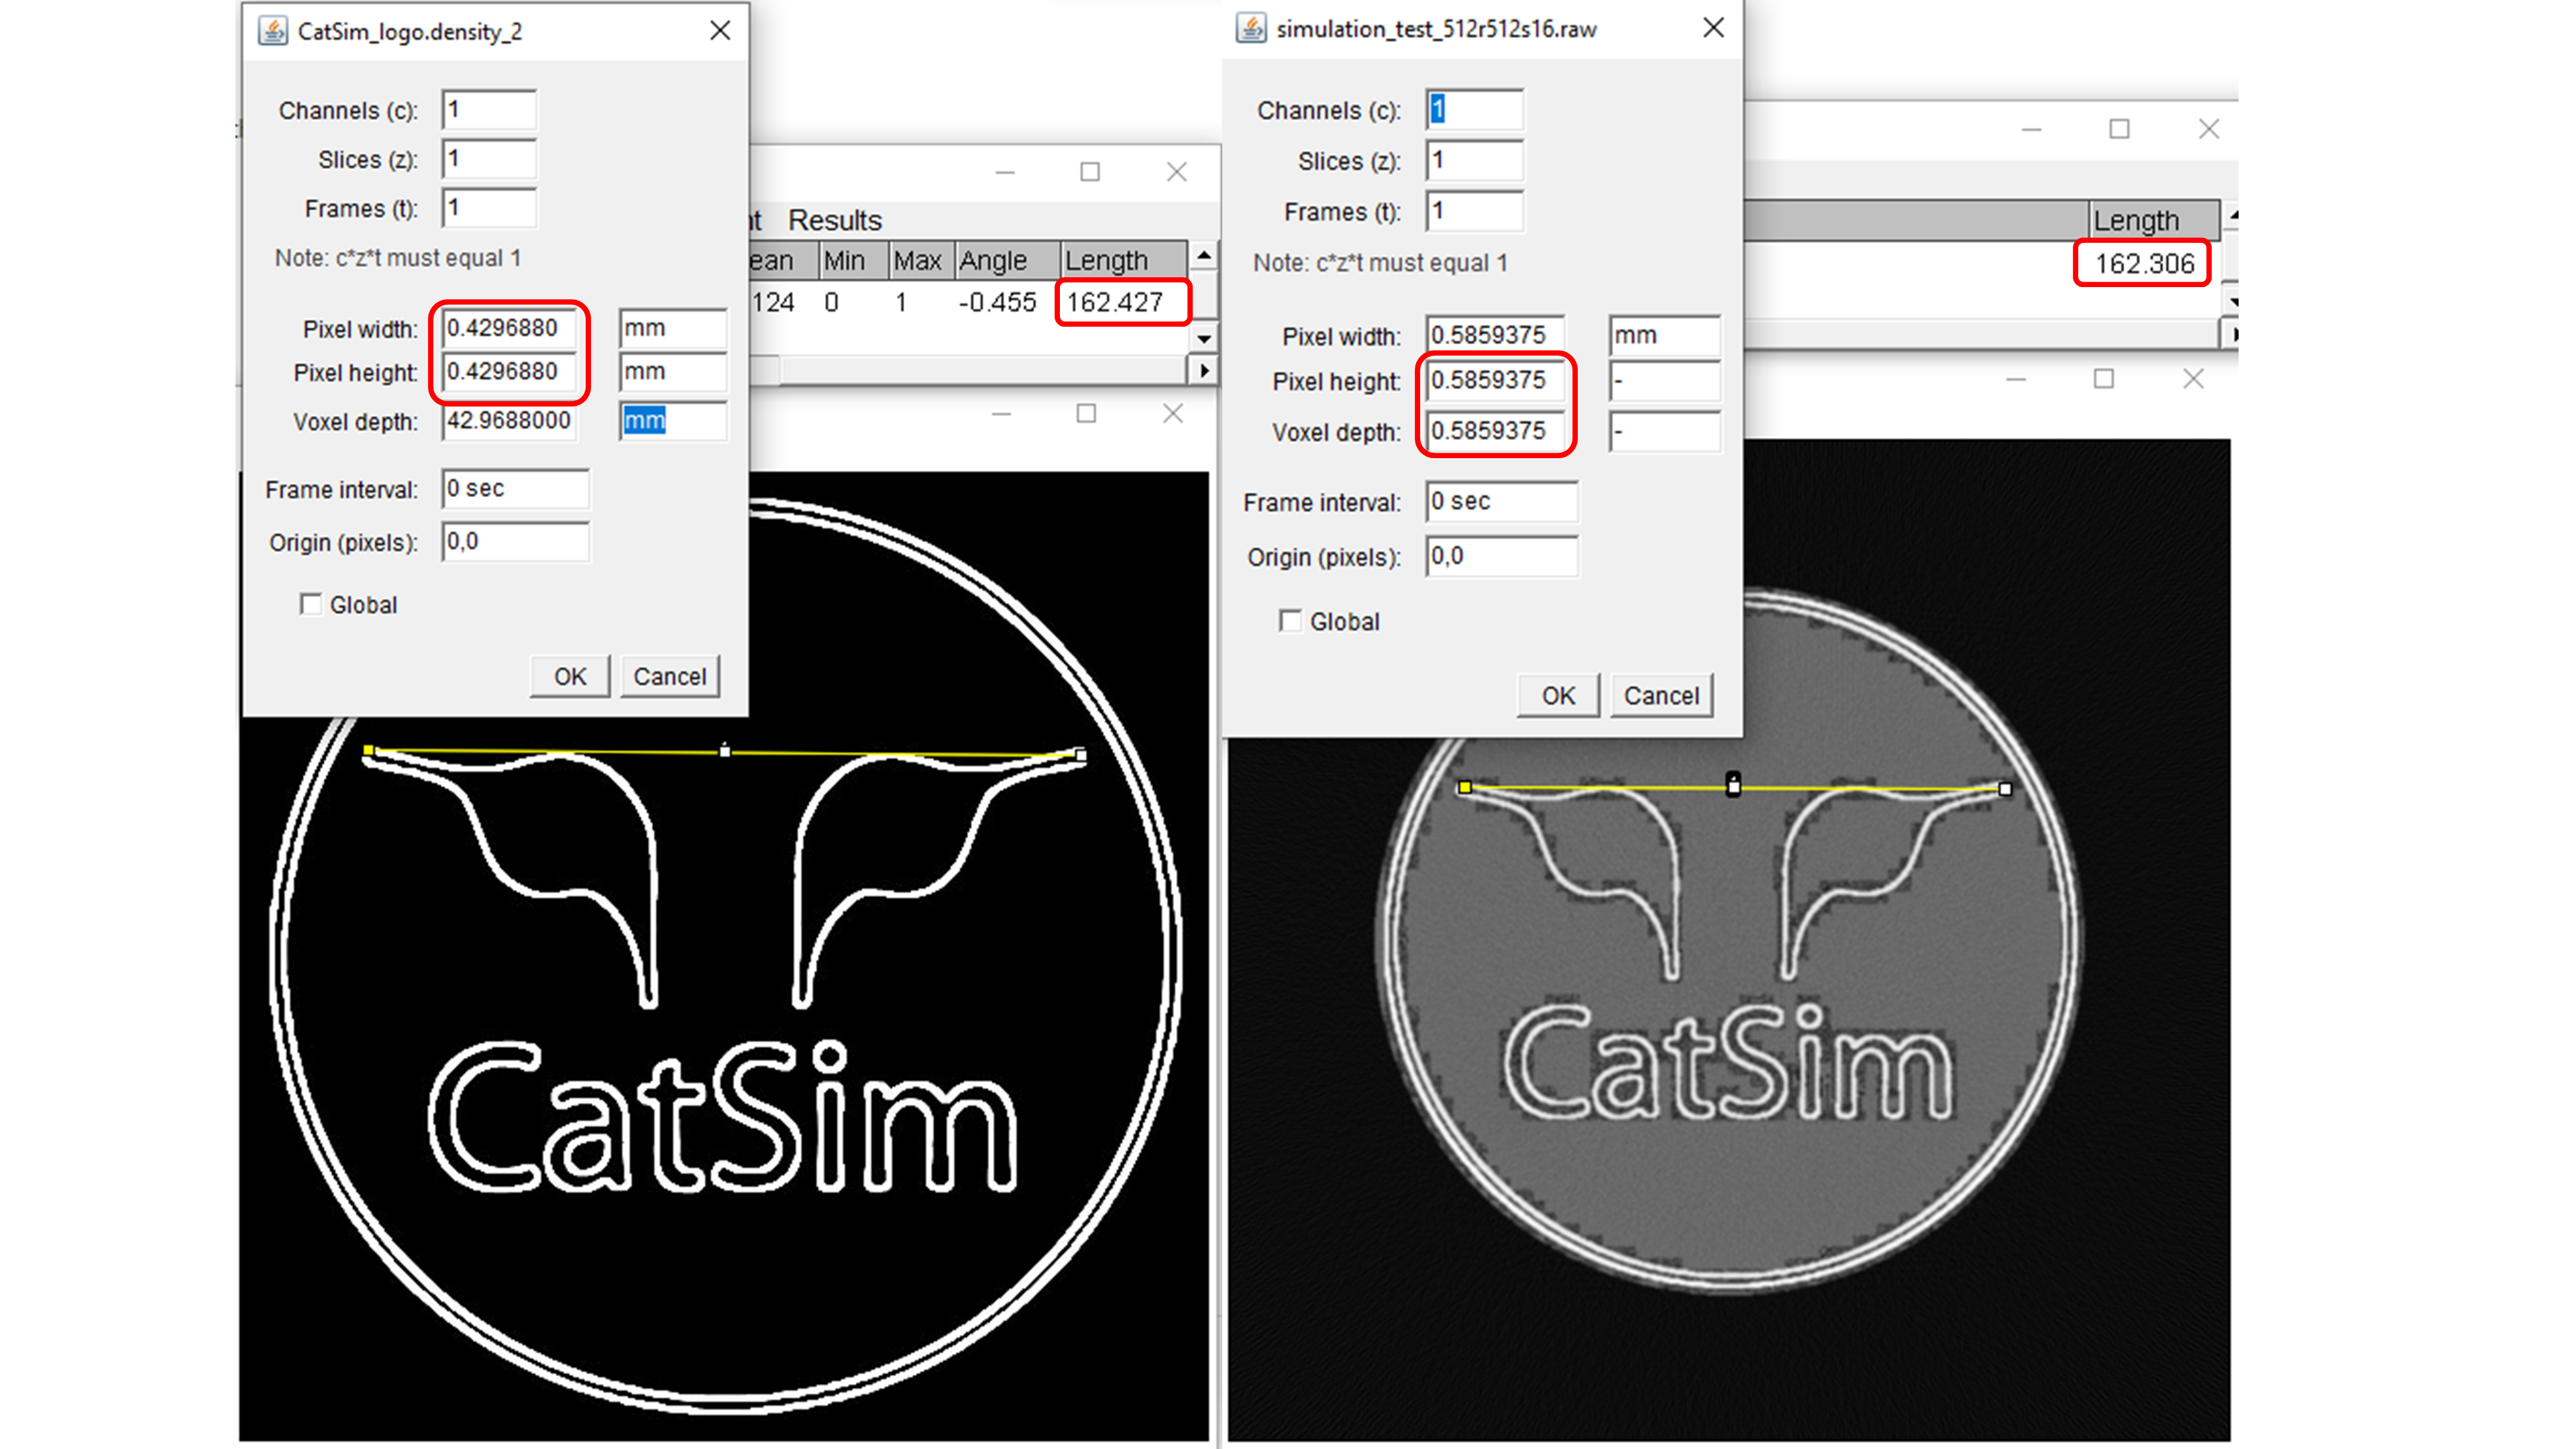 CatSim_logo.density_2
Channels (c): 1
Slices (z): 1
Frames (t): 1
Note: c*z*t must equal 1
Pixel width: 0.4296880 mm
Pixel height: 0.4296880 mm
Voxel depth: 42.9688000 mm
Frame interval: 0 sec
Origin (pixels): 0,0
Global
OK Cancel
Results
Min Max Angle Length
124 0 1 -0.455 162.427
CatSim
simulation_test_512r512s16.raw
Channels (c): 1
Slices (z): 1
Frames (t): 1
Note: c*z*t must equal 1
Pixel width: 0.5859375 mm
Pixel height: 0.5859375 -
Voxel depth: 0.5859375 -
Frame interval: 0 sec
Origin (pixels): 0,0
Global
OK Cancel
Length
162.306
CatSim